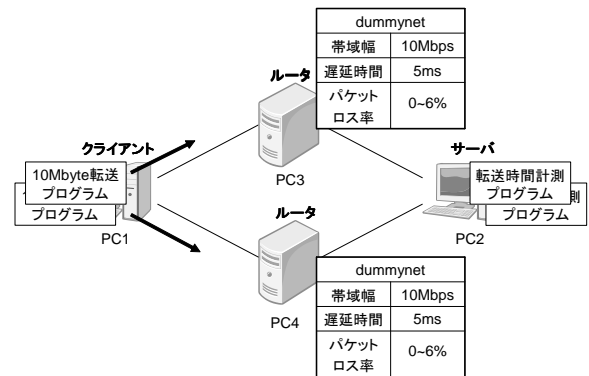 dummynet
帯域幅 10Mbps
遅延時間 5ms
パケット
ロス率 0~6%
ルータ
PC3
クライアント
10Mbyte転送
プログラム
プログラム
PC1
サーバ
転送時間計測
プログラム
測
プログラム
PC2
ルータ
PC4
dummynet
帯域幅 10Mbps
遅延時間 5ms
パケット
ロス率 0~6%